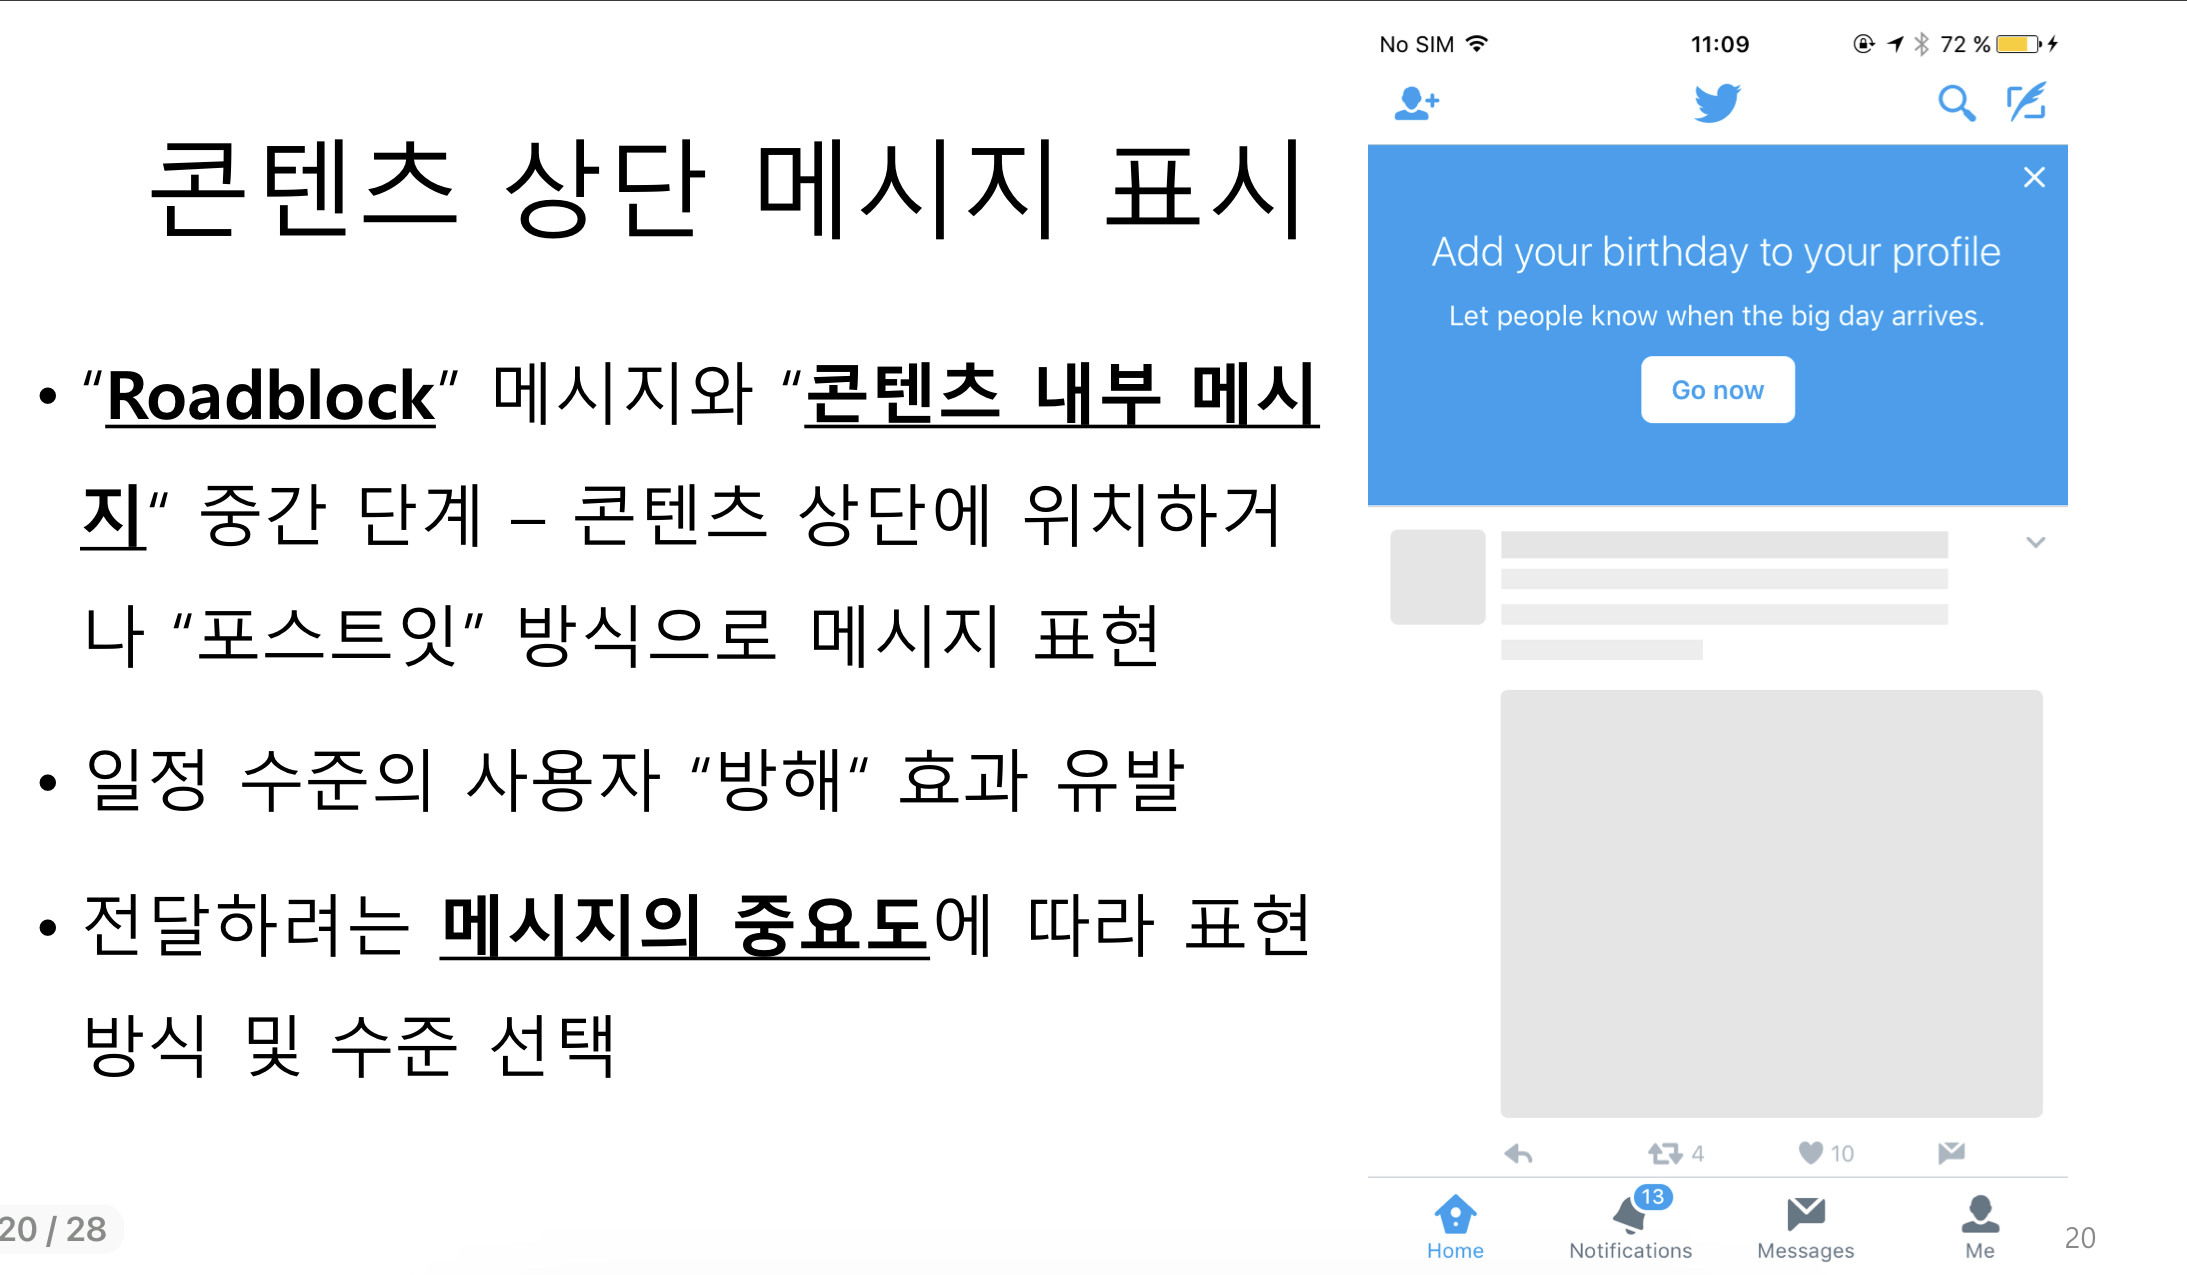 콘텐츠 상단 메시지 표시
• “Roadblock” 메시지와 “콘텐츠 내부 메시
지“ 중간 단계 – 콘텐츠 상단에 위치하거
나 “포스트잇” 방식으로 메시지 표현
• 일정 수준의 사용자 “방해“ 효과 유발
• 전달하려는 메시지의 중요도에 따라 표현
방식 및 수준 선택
20 / 28
No SIM 11:09 72 %
Add your birthday to your profile
Let people know when the big day arrives.
Go now
4 10
13
Home Notifications Messages Me
20